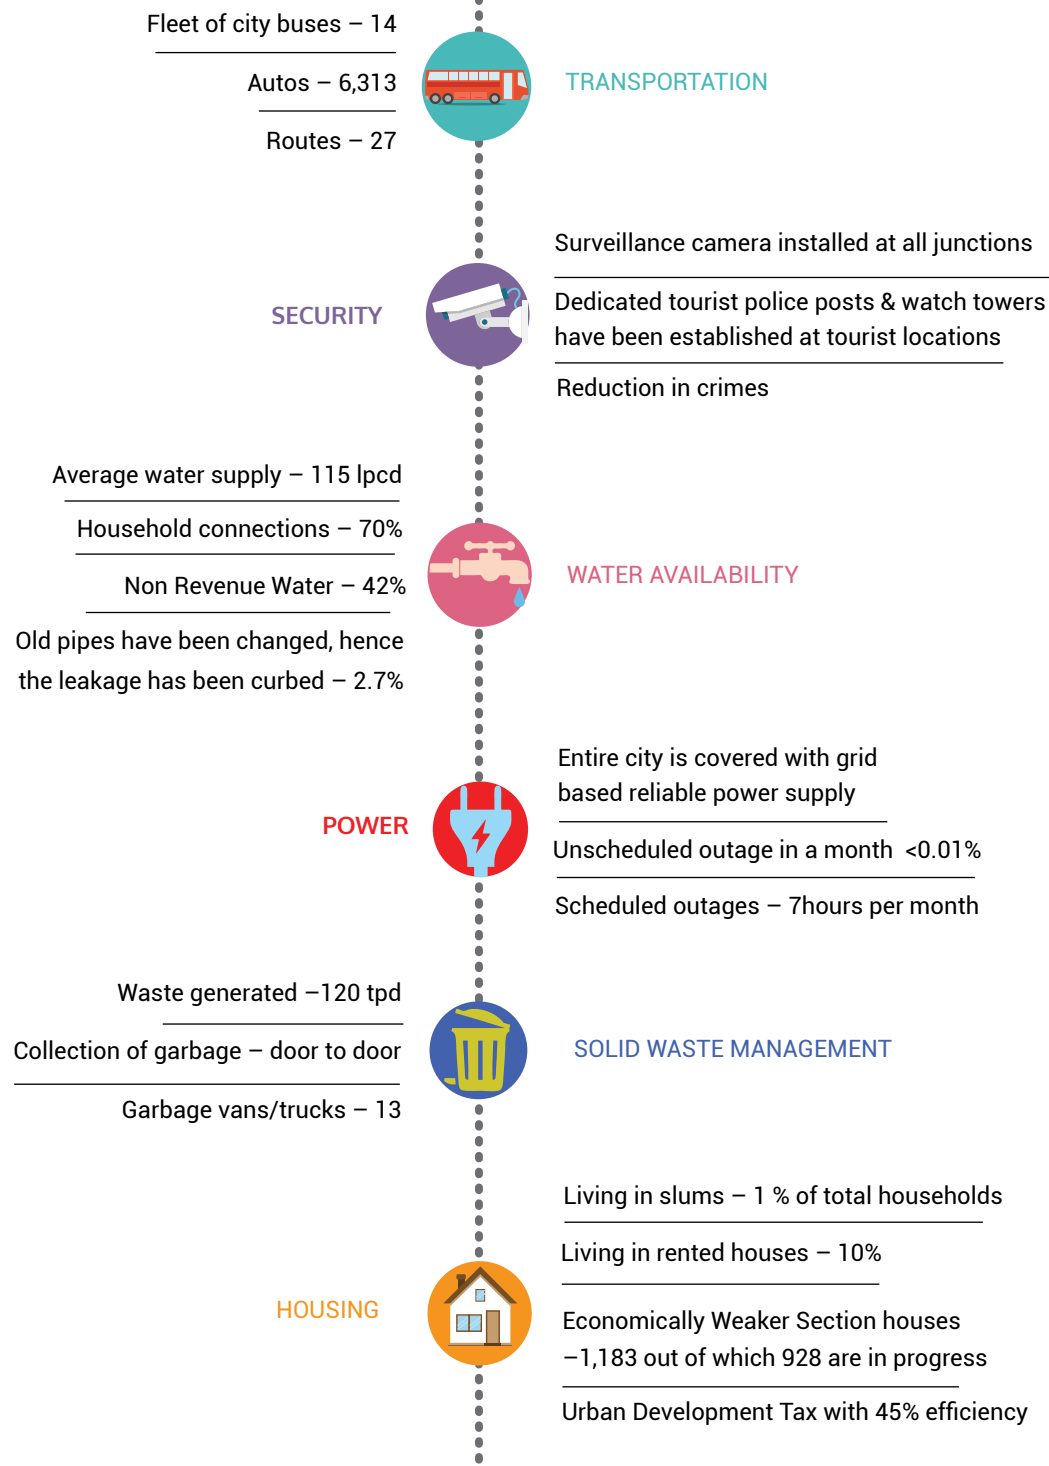 Fleet of city buses – 14
Autos – 6,313
Routes – 27
TRANSPORTATION
SECURITY
Surveillance camera installed at all junctions
Dedicated tourist police posts & watch towers
have been established at tourist locations
Reduction in crimes
Average water supply – 115 lpcd
Household connections – 70%
Non Revenue Water – 42%
Old pipes have been changed, hence
the leakage has been curbed – 2.7%
WATER AVAILABILITY
POWER
Entire city is covered with grid
based reliable power supply
Unscheduled outage in a month <0.01%
Scheduled outages – 7hours per month
Waste generated –120 tpd
Collection of garbage – door to door
Garbage vans/trucks – 13
SOLID WASTE MANAGEMENT
HOUSING
Living in slums – 1 % of total households
Living in rented houses – 10%
Economically Weaker Section houses
–1,183 out of which 928 are in progress
Urban Development Tax with 45% efficiency